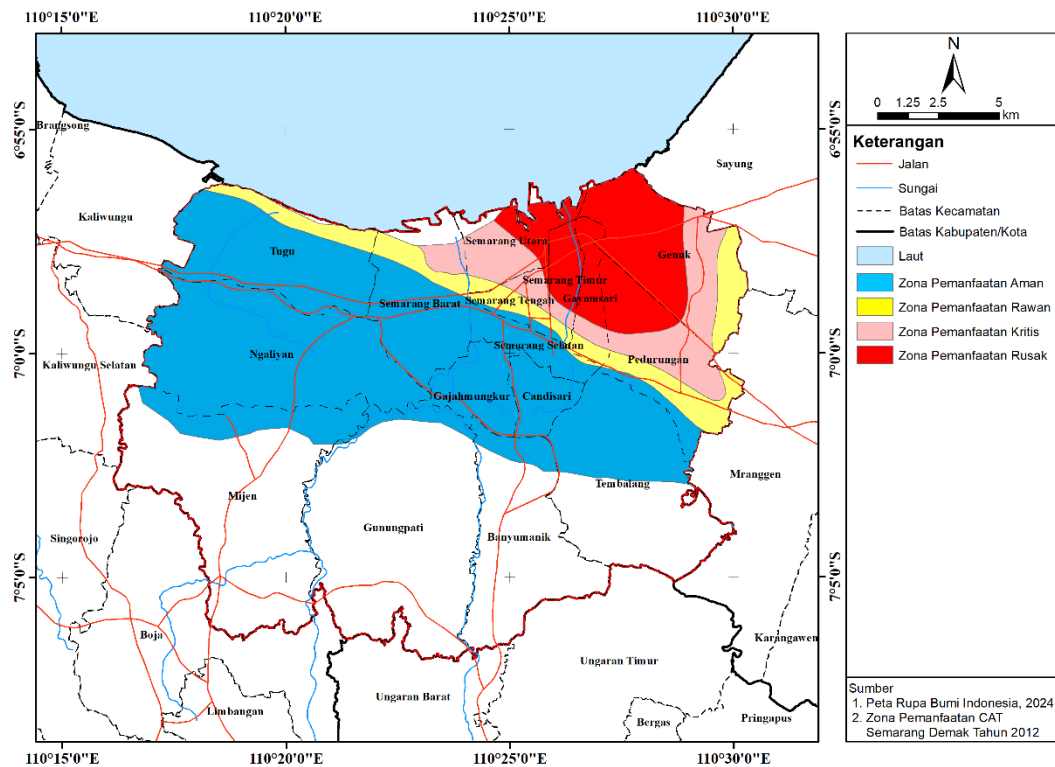 110°15'0"E 110°20'0"E 110°25'0"E 110°30'0"E
6°55'0"S
7°0'0"S
7°5'0"S
6°55'0"S
7°0'0"S
7°5'0"S
Brangsong
Sayung
Kaliwungu
Tugu
Semarang Utara
Genuk
Semarang Timur
Gayamsari
Semarang Barat
Semarang Tengah
Ngaliyan
Semarang Selatan
Pedurungan
Kaliwungu Selatan
Gajahmungkur
Candisari
Mranggen
Tembalang
Mijen
Gunungpati
Banyumanik
Singorojo
Boja
Karangawen
Ungaran Timur
Ungaran Barat
Limbangan
Bergas
Pringapus
110°15'0"E 110°20'0"E 110°25'0"E 110°30'0"E
N
0 1.25 2.5 5
km
Keterangan
Jalan
Sungai
Batas Kecamatan
Batas Kabupaten/Kota
Laut
Zona Pemanfaatan Aman
Zona Pemanfaatan Rawan
Zona Pemanfaatan Kritis
Zona Pemanfaatan Rusak
Sumber
1. Peta Rupa Bumi Indonesia, 2024
2. Zona Pemanfaatan CAT
Semarang Demak Tahun 2012